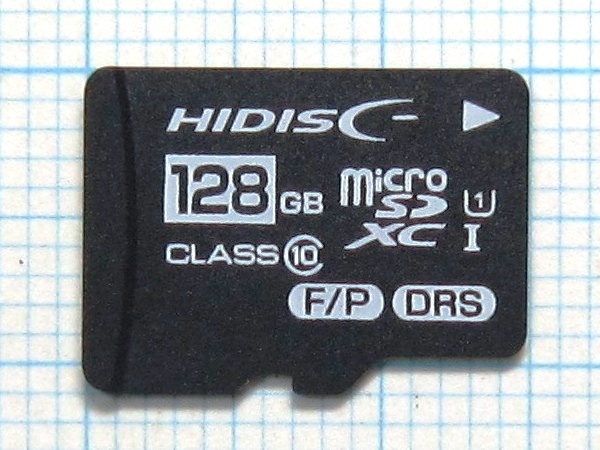 HIDISC
128 GB
micro SD XC I U1
CLASS 10
F/P DRS